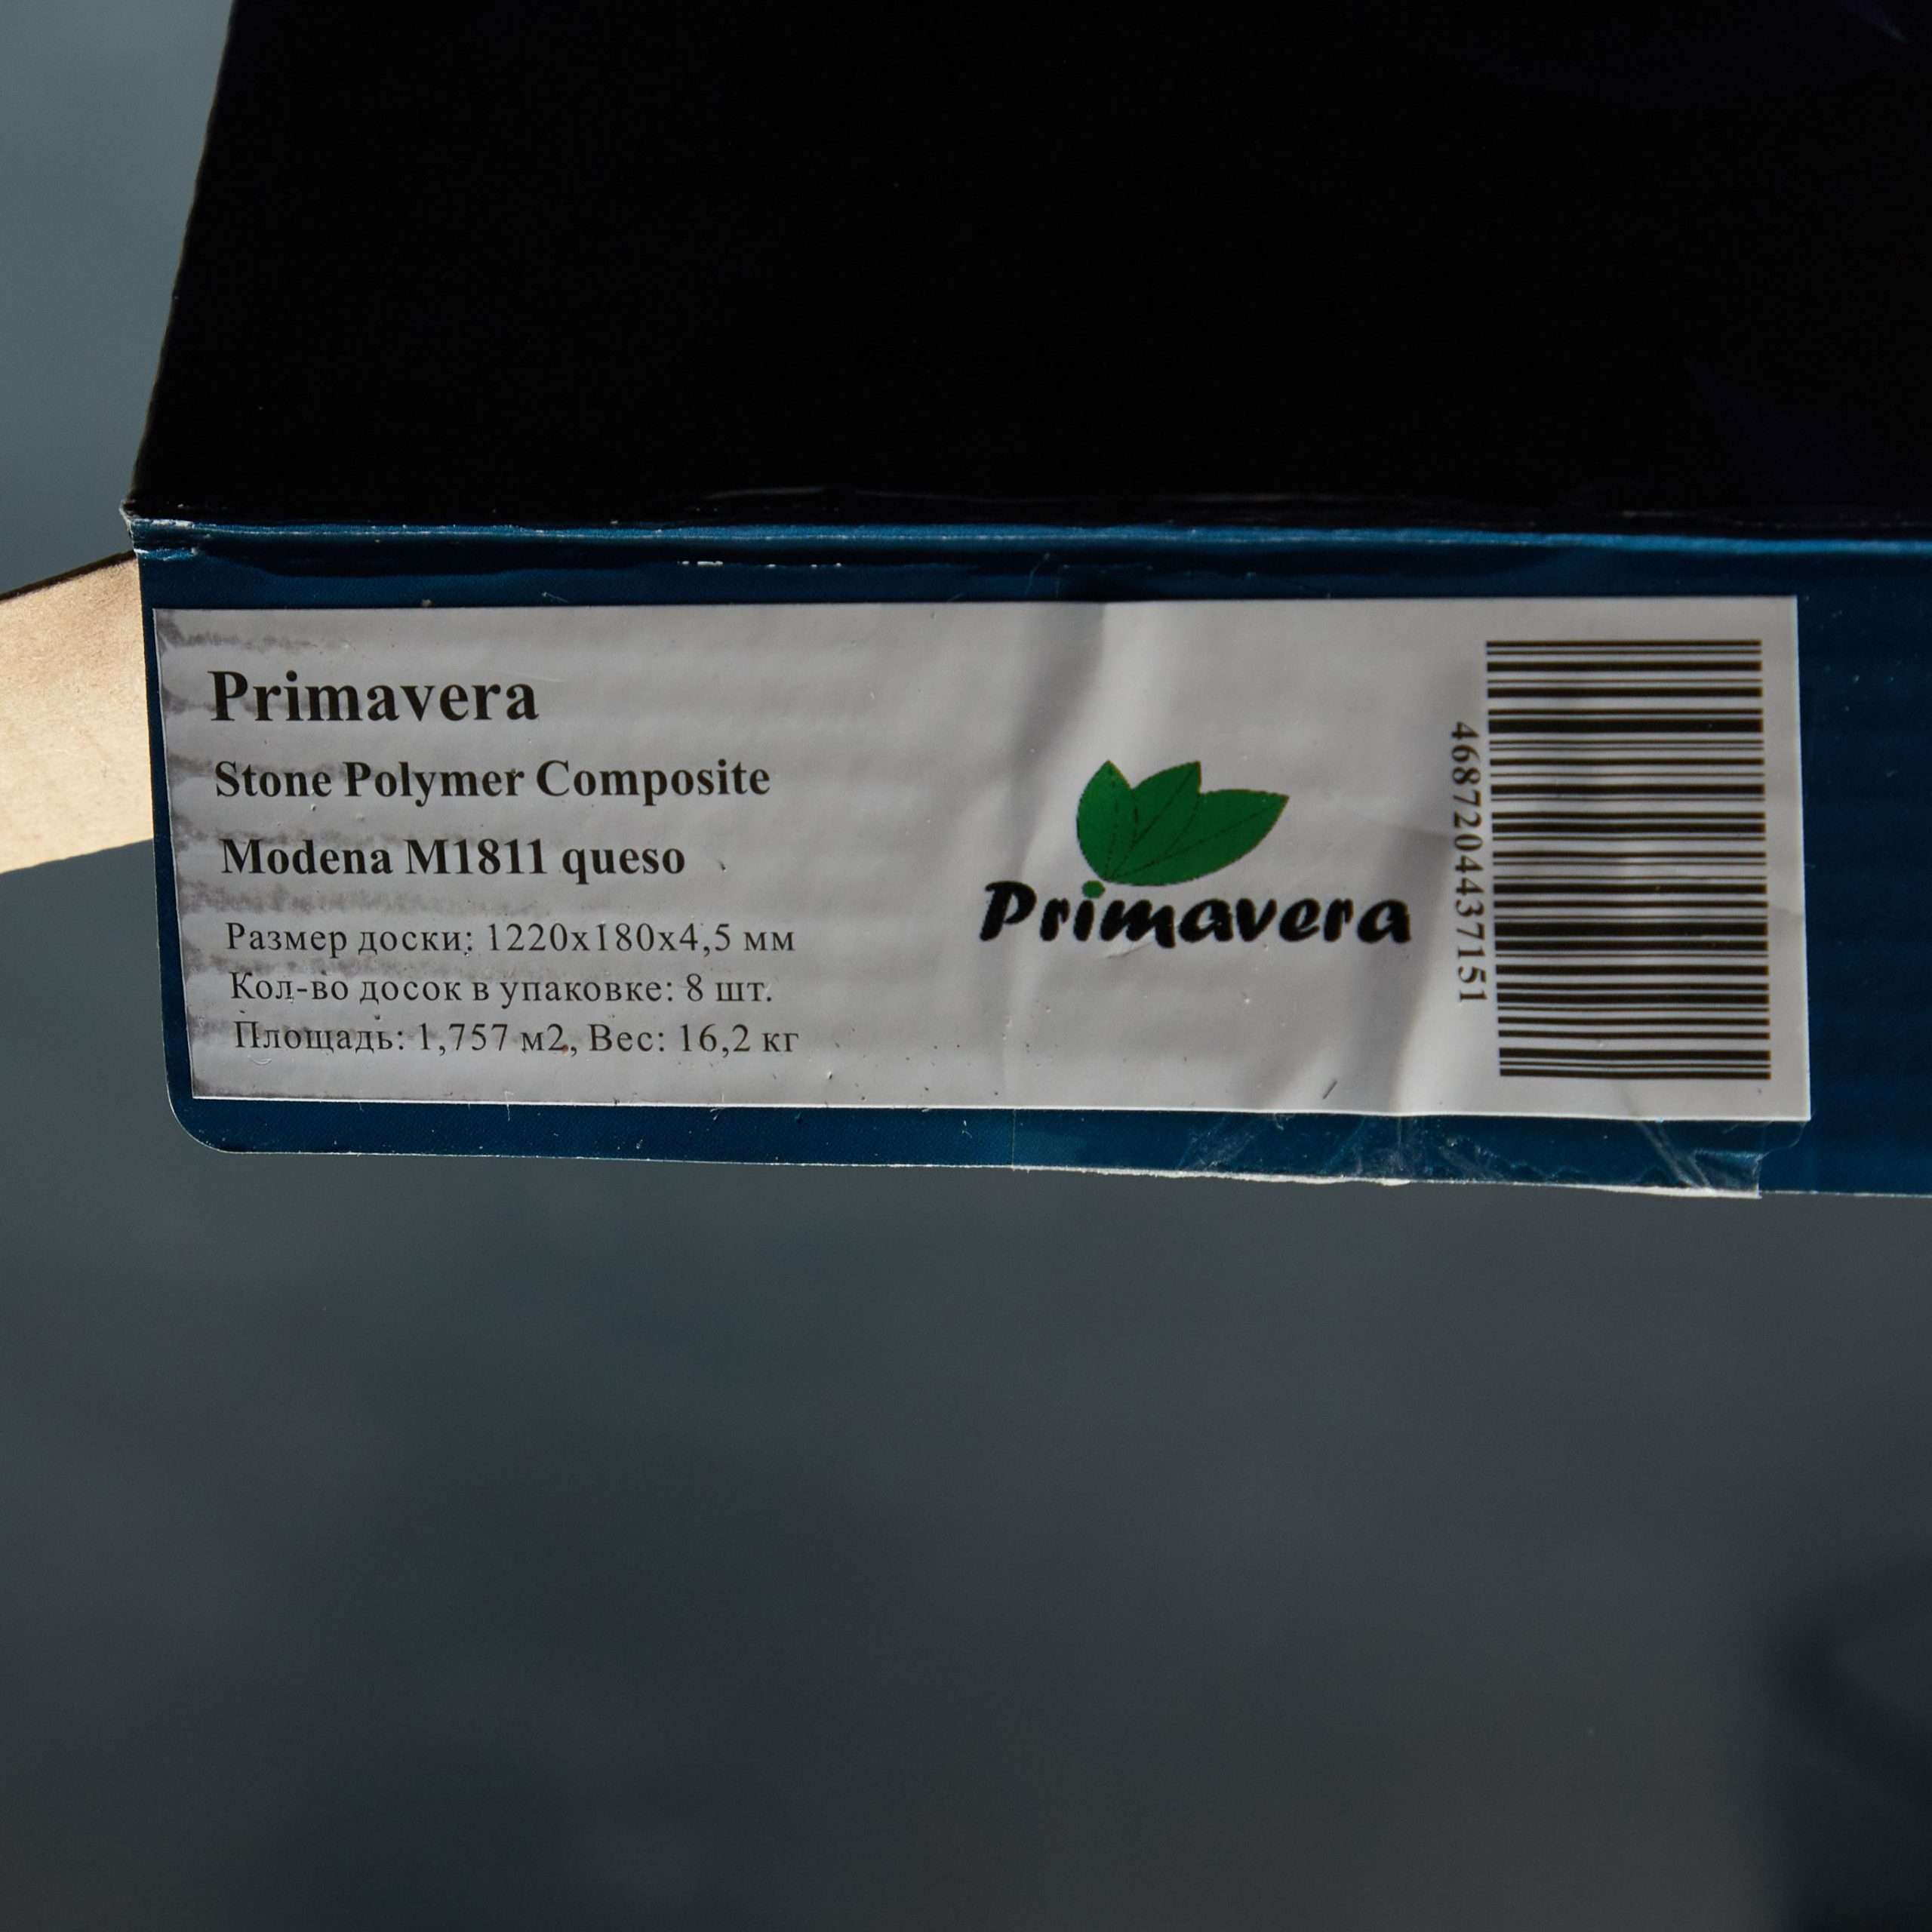 Primavera
Stone Polymer Composite
Modena M1811 queso
Размер доски: 1220x180x4,5 мм
Кол-во досок в упаковке: 8 шт.
Площадь: 1,757 м2, Вес: 16,2 кг
Primavera
4687204437151